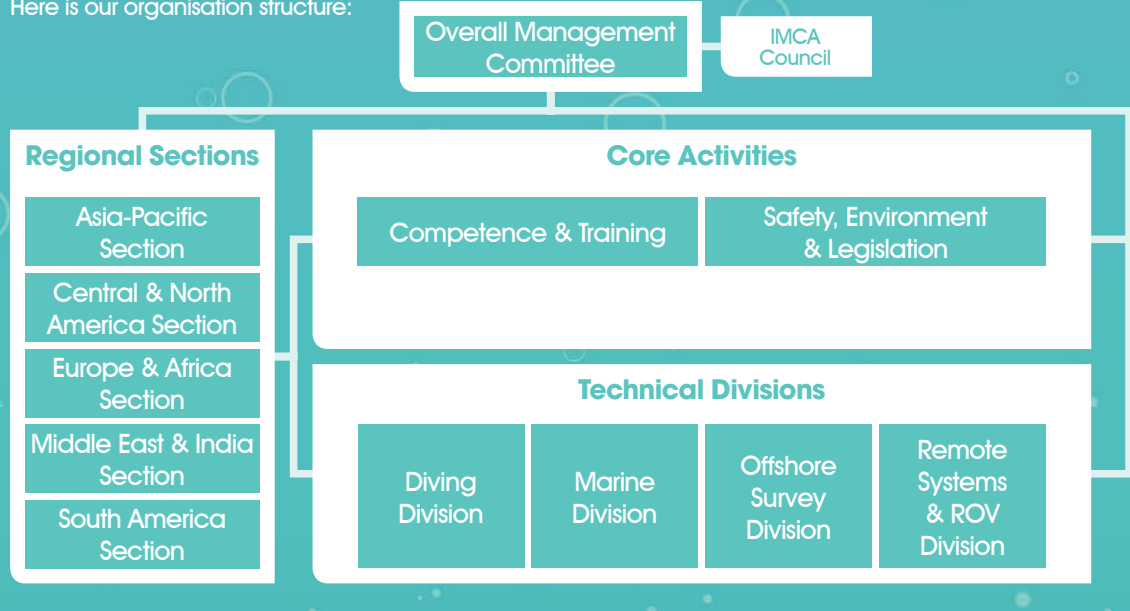 Here is our organisation structure:
Overall Management
Committee
IMCA
Council
Regional Sections
Asia-Pacific
Section
Central & North
America Section
Europe & Africa
Section
Middle East & India
Section
South America
Section
Core Activities
Competence & Training
Safety, Environment
& Legislation
Technical Divisions
Diving
Division
Marine
Division
Offshore
Survey
Division
Remote
Systems
& ROV
Division